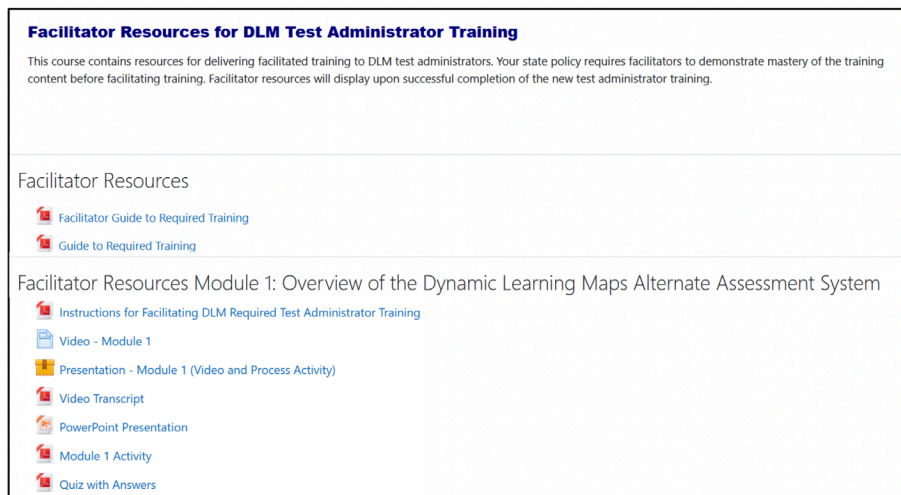 Facilitator Resources for DLM Test Administrator Training
This course contains resources for delivering facilitated training to DLM test administrators. Your state policy requires facilitators to demonstrate mastery of the training
content before facilitating training. Facilitator resources will display upon successful completion of the new test administrator training.
Facilitator Resources
Facilitator Guide to Required Training
Guide to Required Training
Facilitator Resources Module 1: Overview of the Dynamic Learning Maps Alternate Assessment System
Instructions for Facilitating DLM Required Test Administrator Training
Video - Module 1
Presentation - Module 1 (Video and Process Activity)
Video Transcript
PowerPoint Presentation
Module 1 Activity
Quiz with Answers